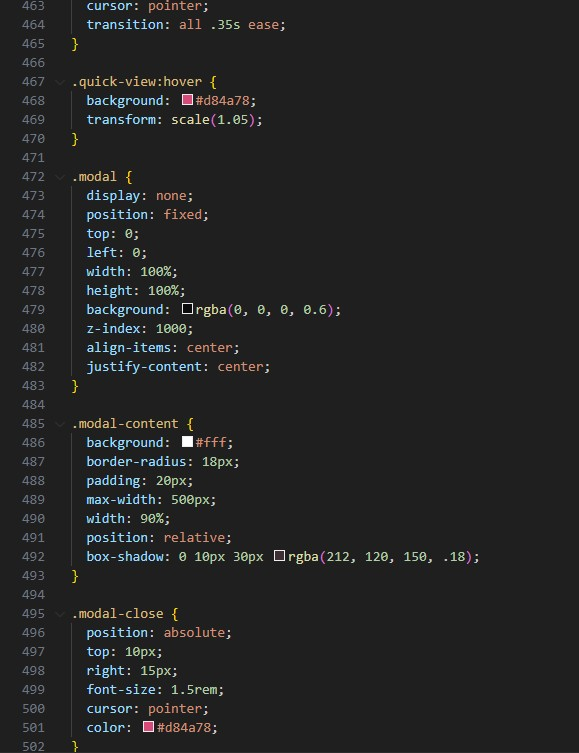 463 cursor: pointer;
464 transition: all .35s ease;
465 }
466
467 .quick-view:hover {
468 background: #d84a78;
469 transform: scale(1.05);
470 }
471
472 .modal {
473 display: none;
474 position: fixed;
475 top: 0;
476 left: 0;
477 width: 100%;
478 height: 100%;
479 background: rgba(0, 0, 0, 0.6);
480 z-index: 1000;
481 align-items: center;
482 justify-content: center;
483 }
484
485 .modal-content {
486 background: #fff;
487 border-radius: 18px;
488 padding: 20px;
489 max-width: 500px;
490 width: 90%;
491 position: relative;
492 box-shadow: 0 10px 30px rgba(212, 120, 150, .18);
493 }
494
495 .modal-close {
496 position: absolute;
497 top: 10px;
498 right: 15px;
499 font-size: 1.5rem;
500 cursor: pointer;
501 color: #d84a78;
502 }